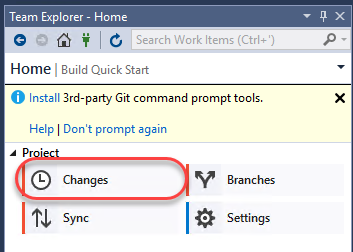 Team Explorer - Home
Search Work Items (Ctrl+')
Home | Build Quick Start
Install 3rd-party Git command prompt tools.
Help | Don't prompt again
Project
Changes
Branches
Sync
Settings